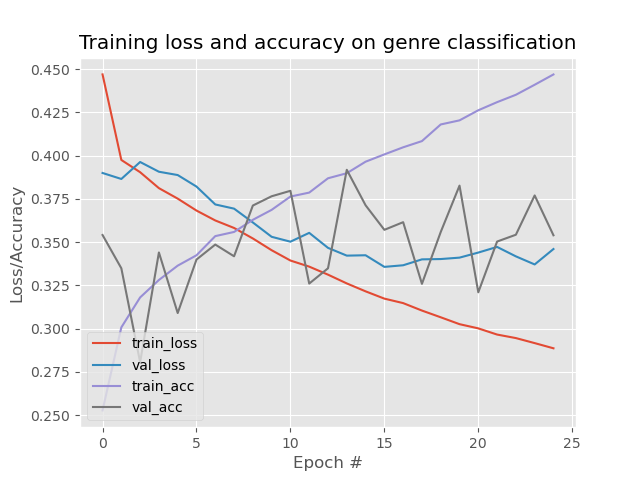 Training loss and accuracy on genre classification
0.450
0.425
0.400
0.375
0.350
0.325
0.300
0.275
0.250
Loss/Accuracy
train_loss
val_loss
train_acc
val_acc
0 5 10 15 20 25
Epoch #